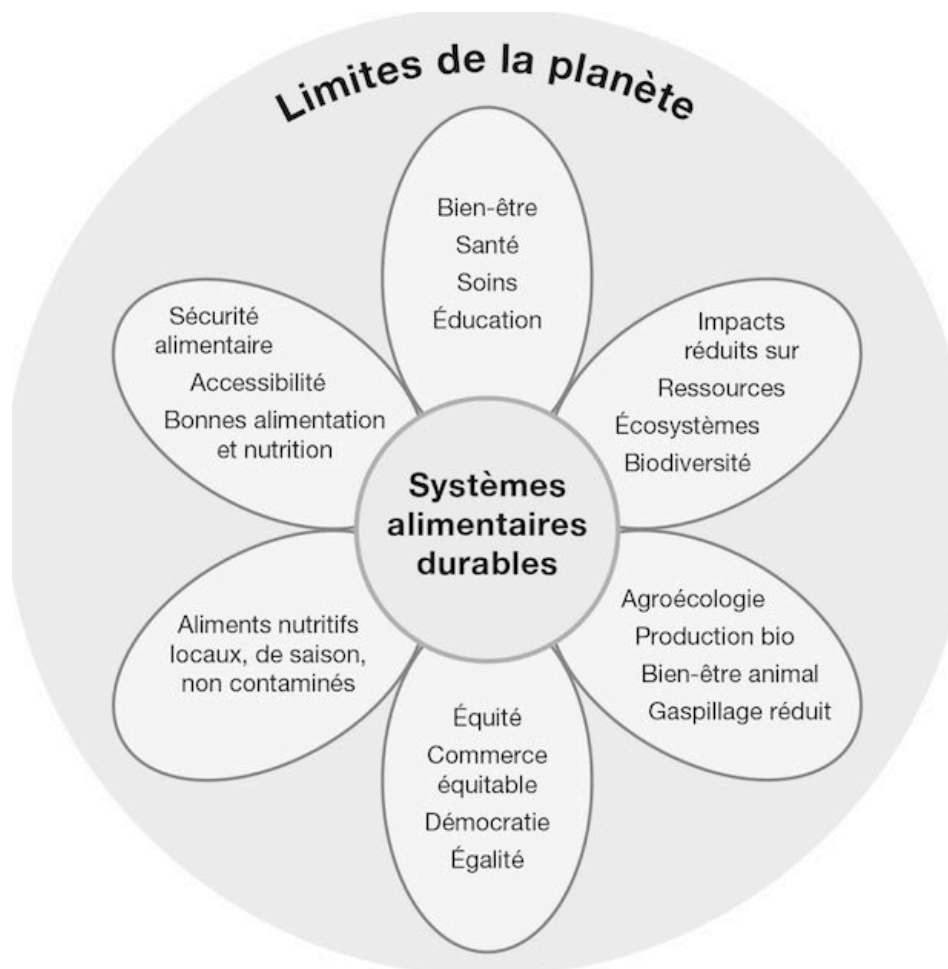 Limites de la planète
Bien-être
Santé
Soins
Éducation
Impacts
réduits sur
Ressources
Écosystèmes
Biodiversité
Agroécologie
Production bio
Bien-être animal
Gaspillage réduit
Équité
Commerce
équitable
Démocratie
Égalité
Aliments nutritifs
locaux, de saison,
non contaminés
Sécurité
alimentaire
Accessibilité
Bonnes alimentation
et nutrition
Systèmes
alimentaires
durables